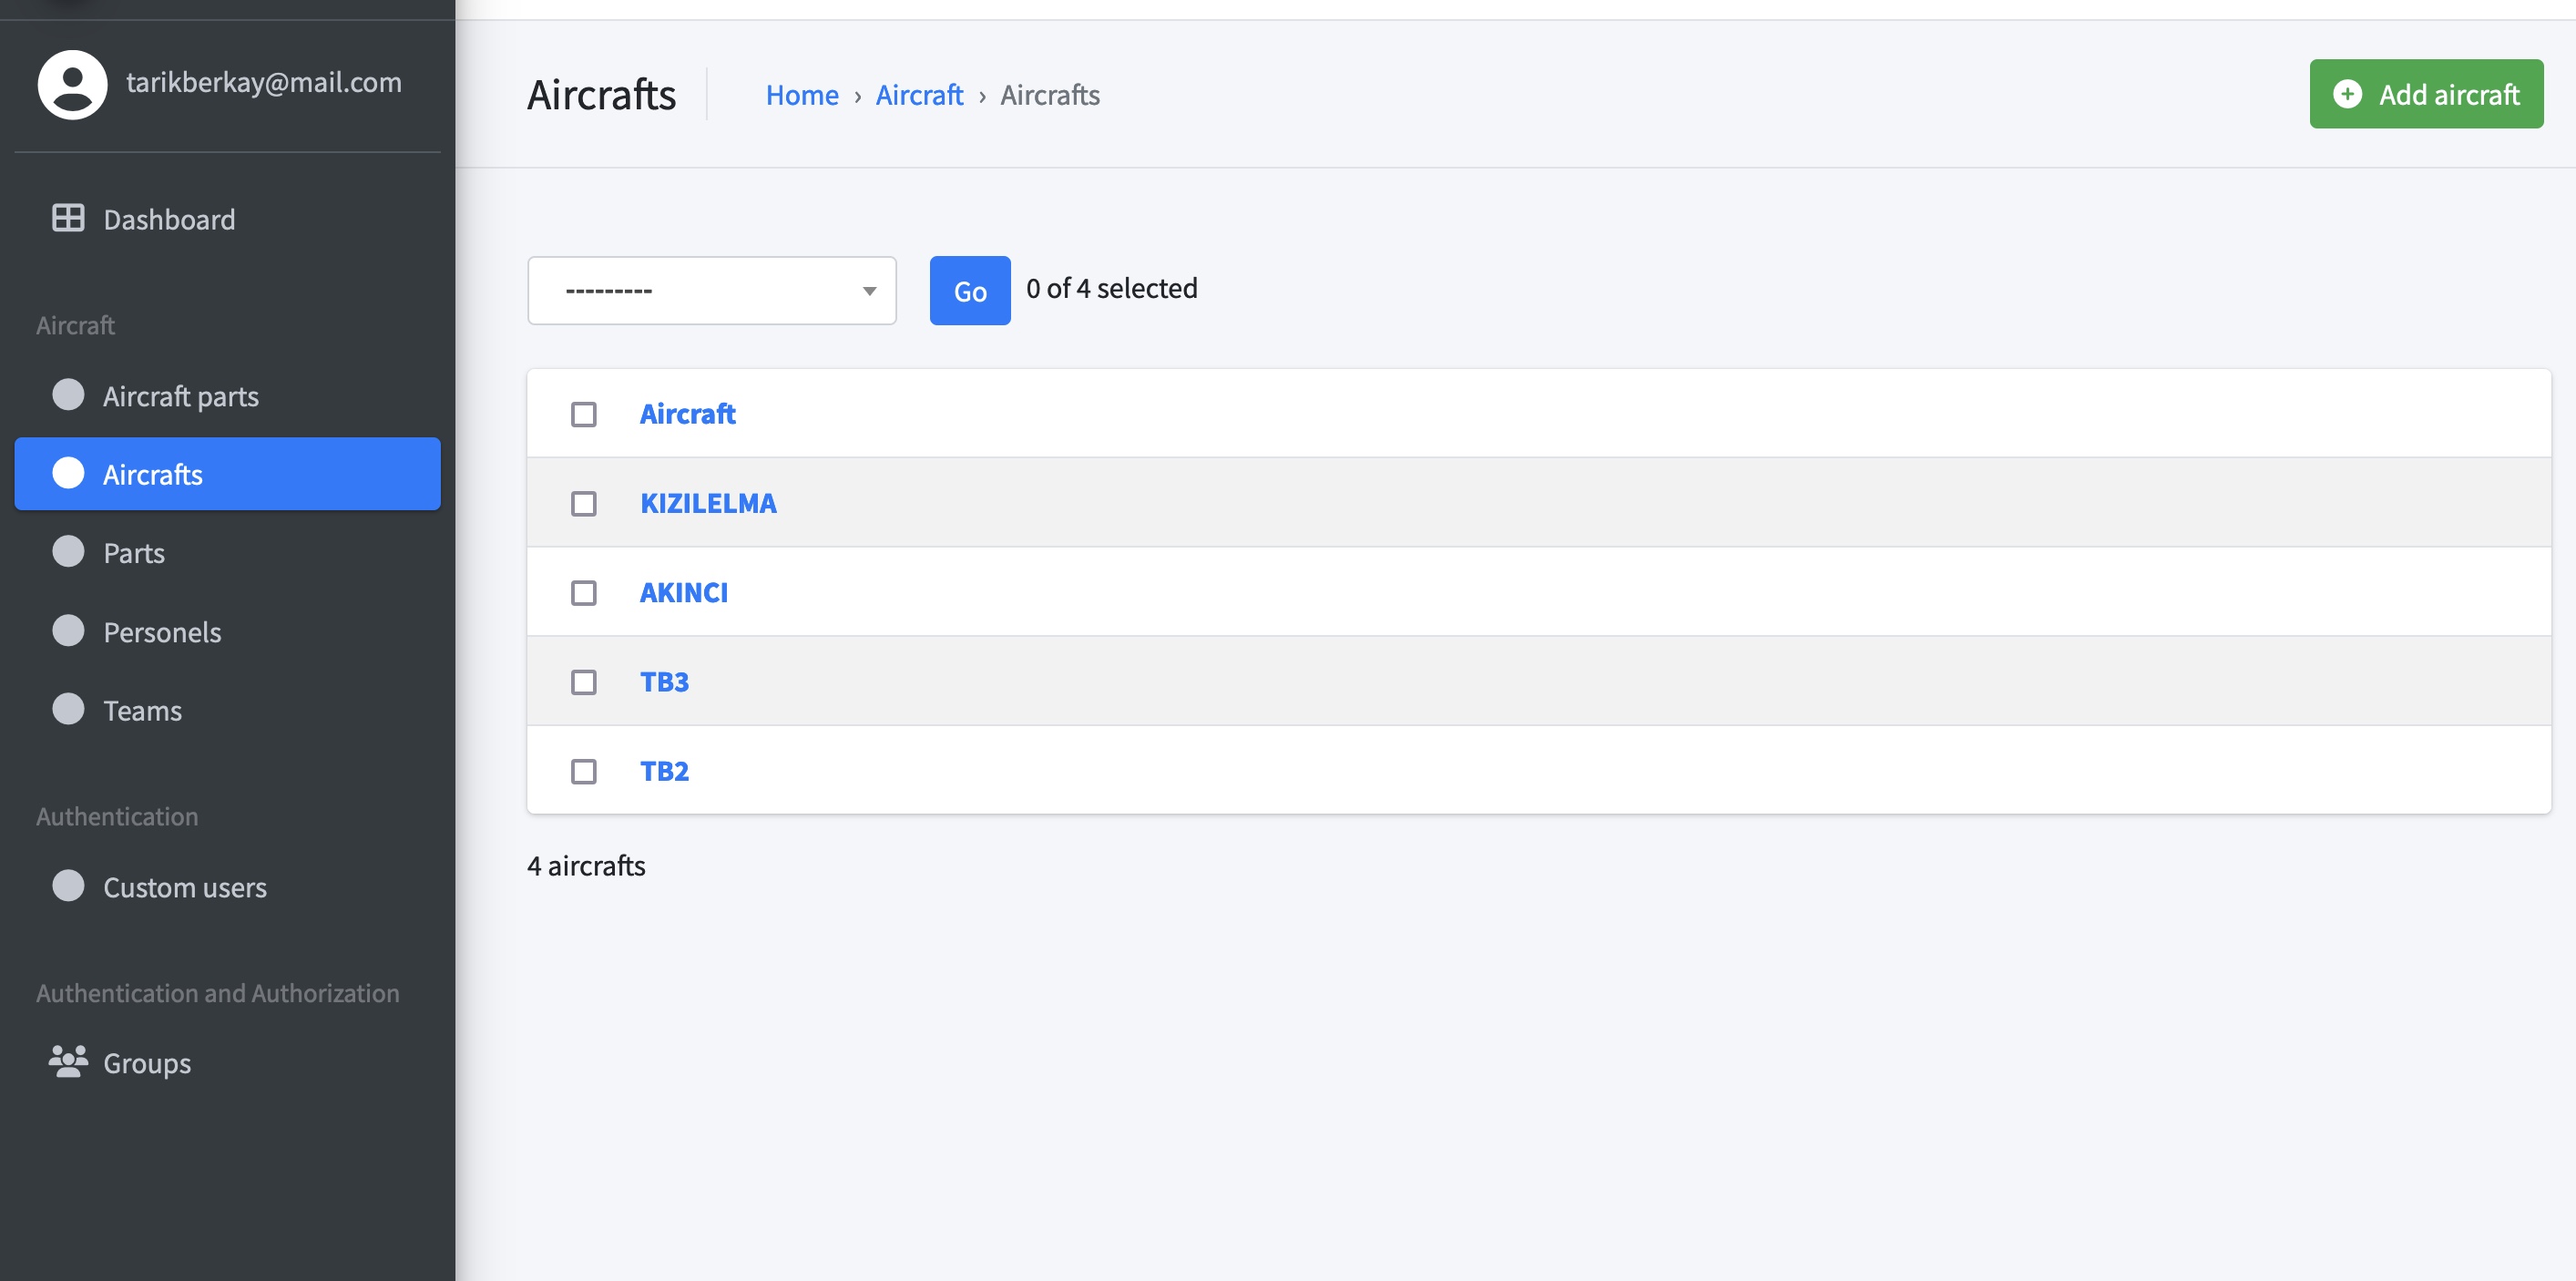 tarikberkay@mail.com
Dashboard
Aircraft
Aircraft parts
Aircrafts
Parts
Personels
Teams
Authentication
Custom users
Authentication and Authorization
Groups
Aircrafts
Home › Aircraft › Aircrafts
Add aircraft
---------
Go
0 of 4 selected
Aircraft
KIZILELMA
AKINCI
TB3
TB2
4 aircrafts